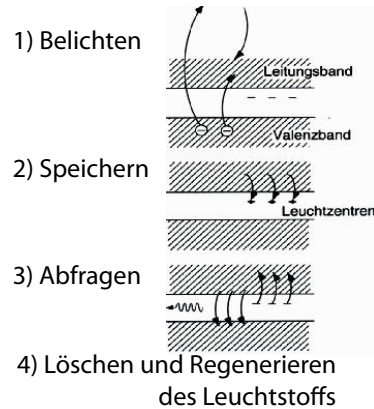 1) Belichten
Leitungsband
Valenzband
2) Speichern
Leuchtzentren
3) Abfragen
4) Löschen und Regenerieren
des Leuchtstoffs